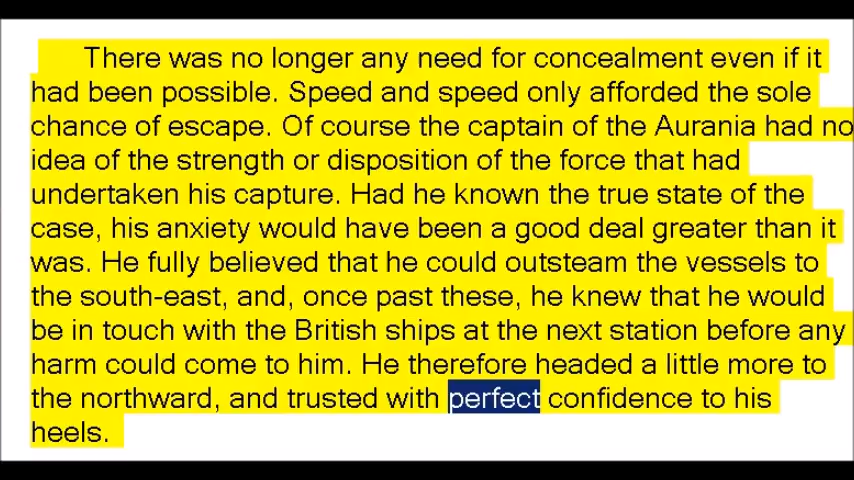 There was no longer any need for concealment even if it
had been possible. Speed and speed only afforded the sole
chance of escape. Of course the captain of the Aurania had no
idea of the strength or disposition of the force that had
undertaken his capture. Had he known the true state of the
case, his anxiety would have been a good deal greater than it
was. He fully believed that he could outsteam the vessels to
the south-east, and, once past these, he knew that he would
be in touch with the British ships at the next station before any
harm could come to him. He therefore headed a little more to
the northward, and trusted with perfect confidence to his
heels.